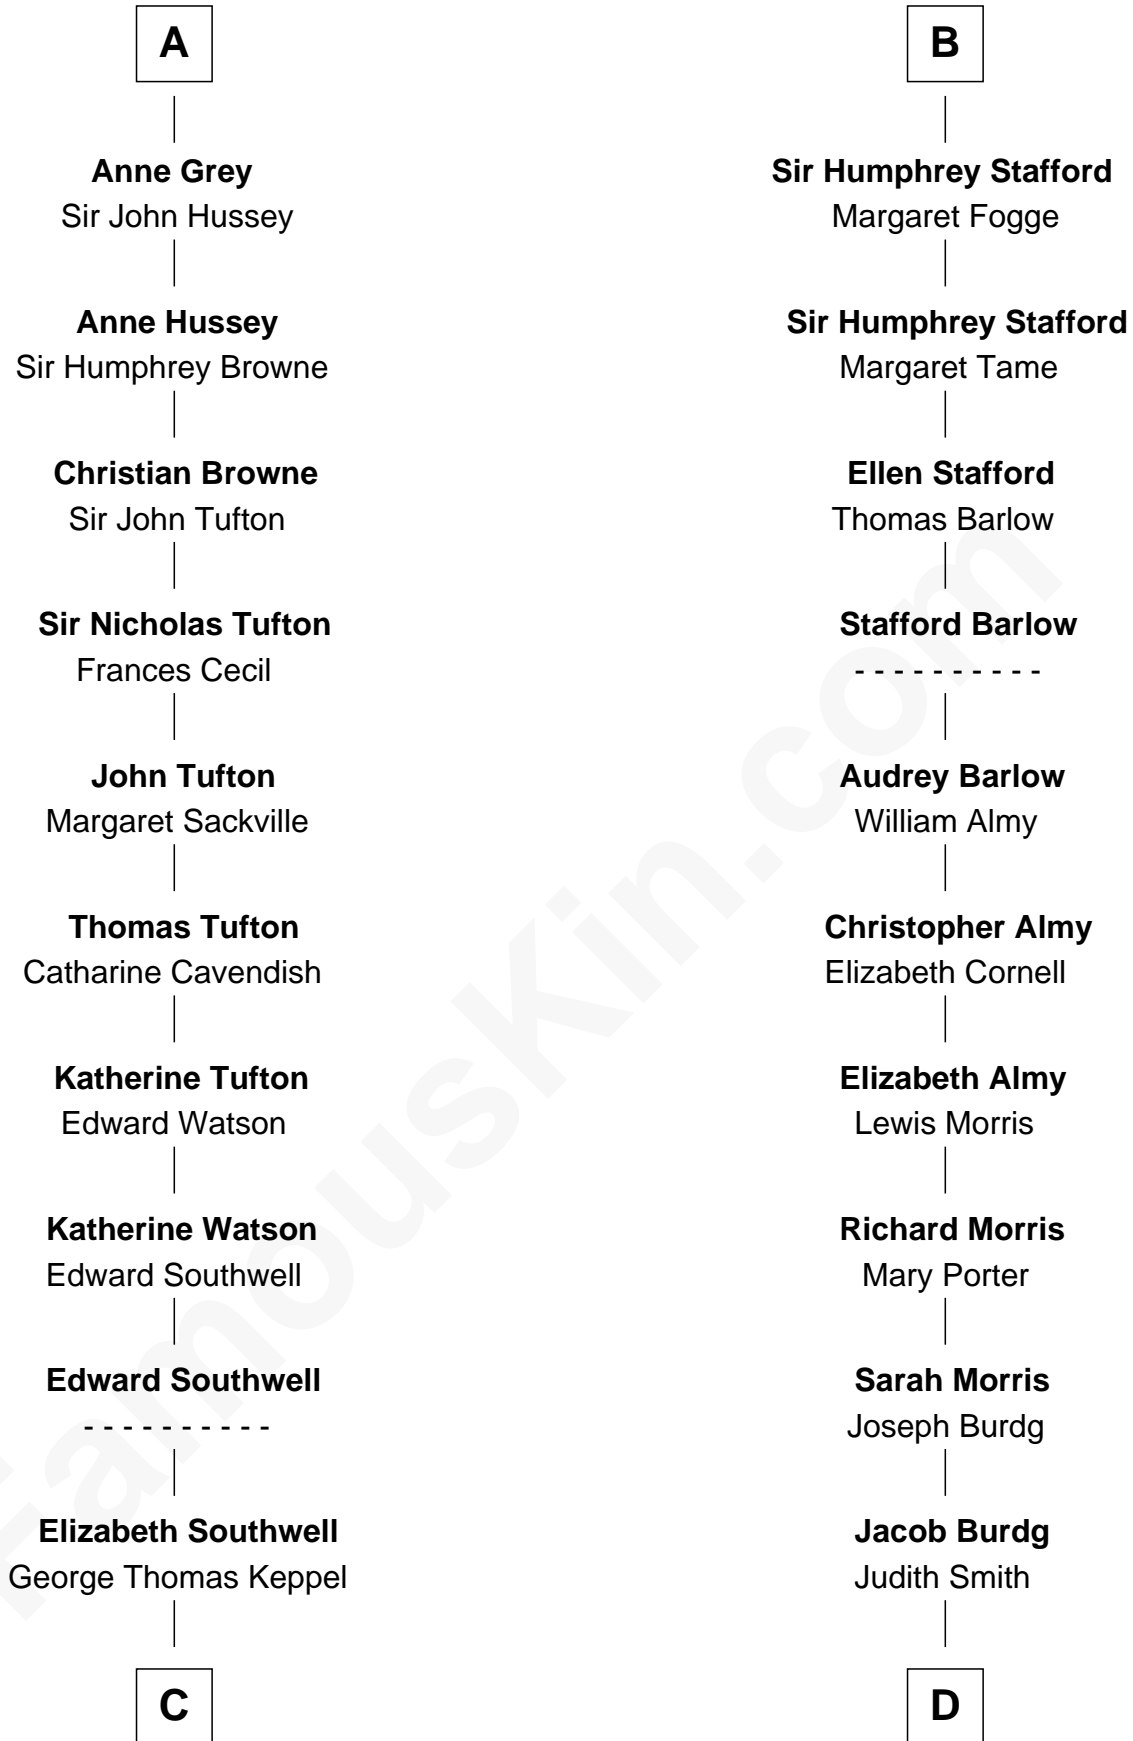 A
Anne Grey
Sir John Hussey
Anne Hussey
Sir Humphrey Browne
Christian Browne
Sir John Tufton
Sir Nicholas Tufton
Frances Cecil
John Tufton
Margaret Sackville
Thomas Tufton
Catharine Cavendish
Katherine Tufton
Edward Watson
Katherine Watson
Edward Southwell
Edward Southwell
- - - - - - - - - -
Elizabeth Southwell
George Thomas Keppel
C
B
Sir Humphrey Stafford
Margaret Fogge
Sir Humphrey Stafford
Margaret Tame
Ellen Stafford
Thomas Barlow
Stafford Barlow
- - - - - - - - - -
Audrey Barlow
William Almy
Christopher Almy
Elizabeth Cornell
Elizabeth Almy
Lewis Morris
Richard Morris
Mary Porter
Sarah Morris
Joseph Burdg
Jacob Burdg
Judith Smith
D
FamousKin.com